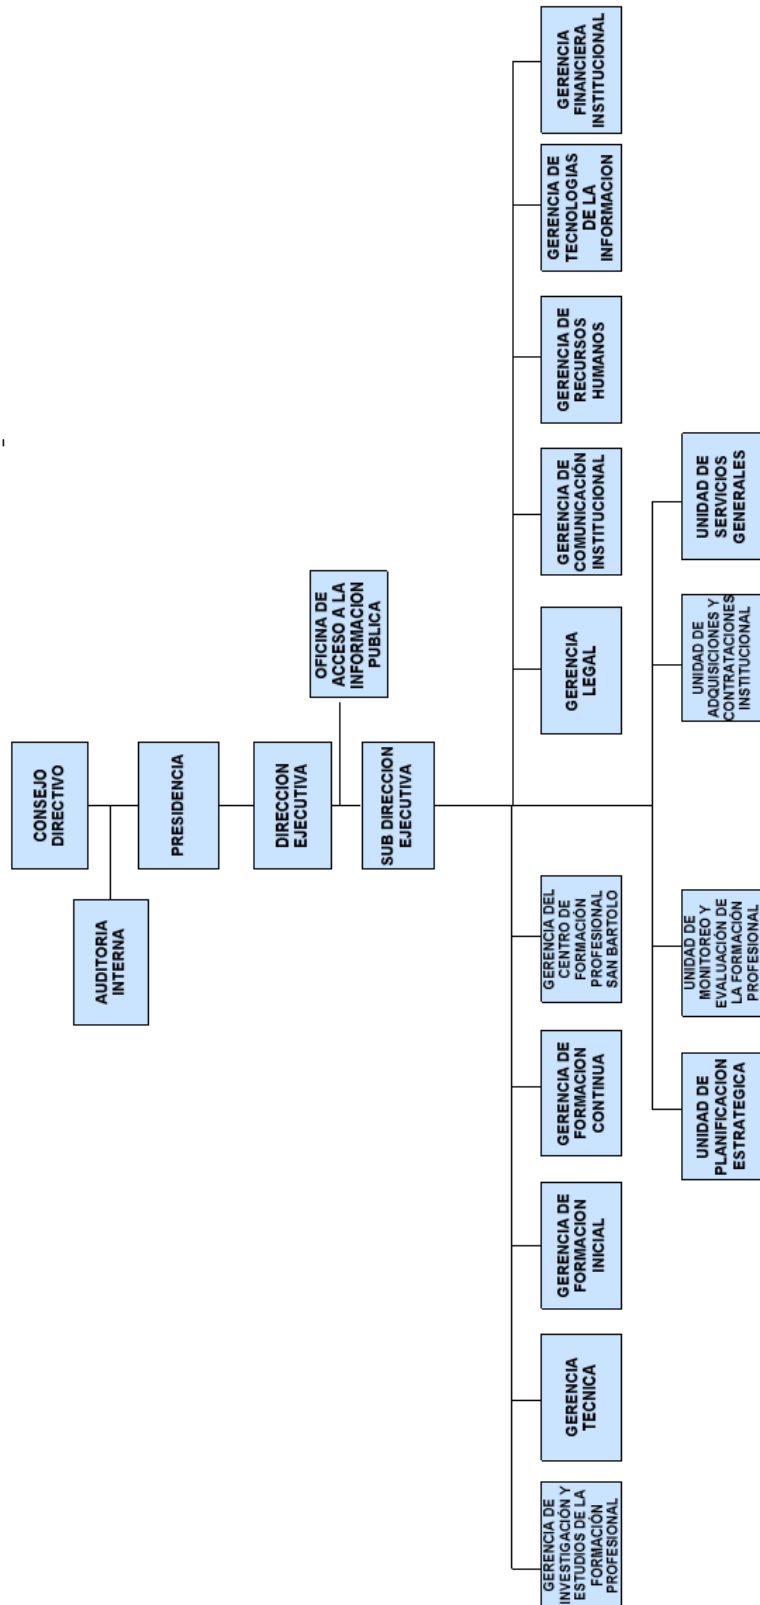 CONSEJO
DIRECTIVO
AUDITORIA
INTERNA
PRESIDENCIA
DIRECCION
EJECUTIVA
OFICINA DE
ACCESO A LA
INFORMACION
PUBLICA
SUB DIRECCION
EJECUTIVA
GERENCIA DE
INVESTIGACIÓN Y
ESTUDIOS DE LA
FORMACIÓN
PROFESIONAL
GERENCIA
TECNICA
GERENCIA DE
FORMACION
INICIAL
GERENCIA DE
FORMACION
CONTINUA
GERENCIA DEL
CENTRO DE
FORMACIÓN
PROFESIONAL
SAN BARTOLO
GERENCIA
LEGAL
GERENCIA DE
COMUNICACIÓN
INSTITUCIONAL
GERENCIA DE
RECURSOS
HUMANOS
GERENCIA DE
TECNOLOGIAS
DE LA
INFORMACION
GERENCIA
FINANCIERA
INSTITUCIONAL
UNIDAD DE
PLANIFICACION
ESTRATEGICA
UNIDAD DE
MONITOREO Y
EVALUACIÓN DE
LA FORMACIÓN
PROFESIONAL
UNIDAD DE
ADQUISICIONES Y
CONTRATACIONES
INSTITUCIONAL
UNIDAD DE
SERVICIOS
GENERALES